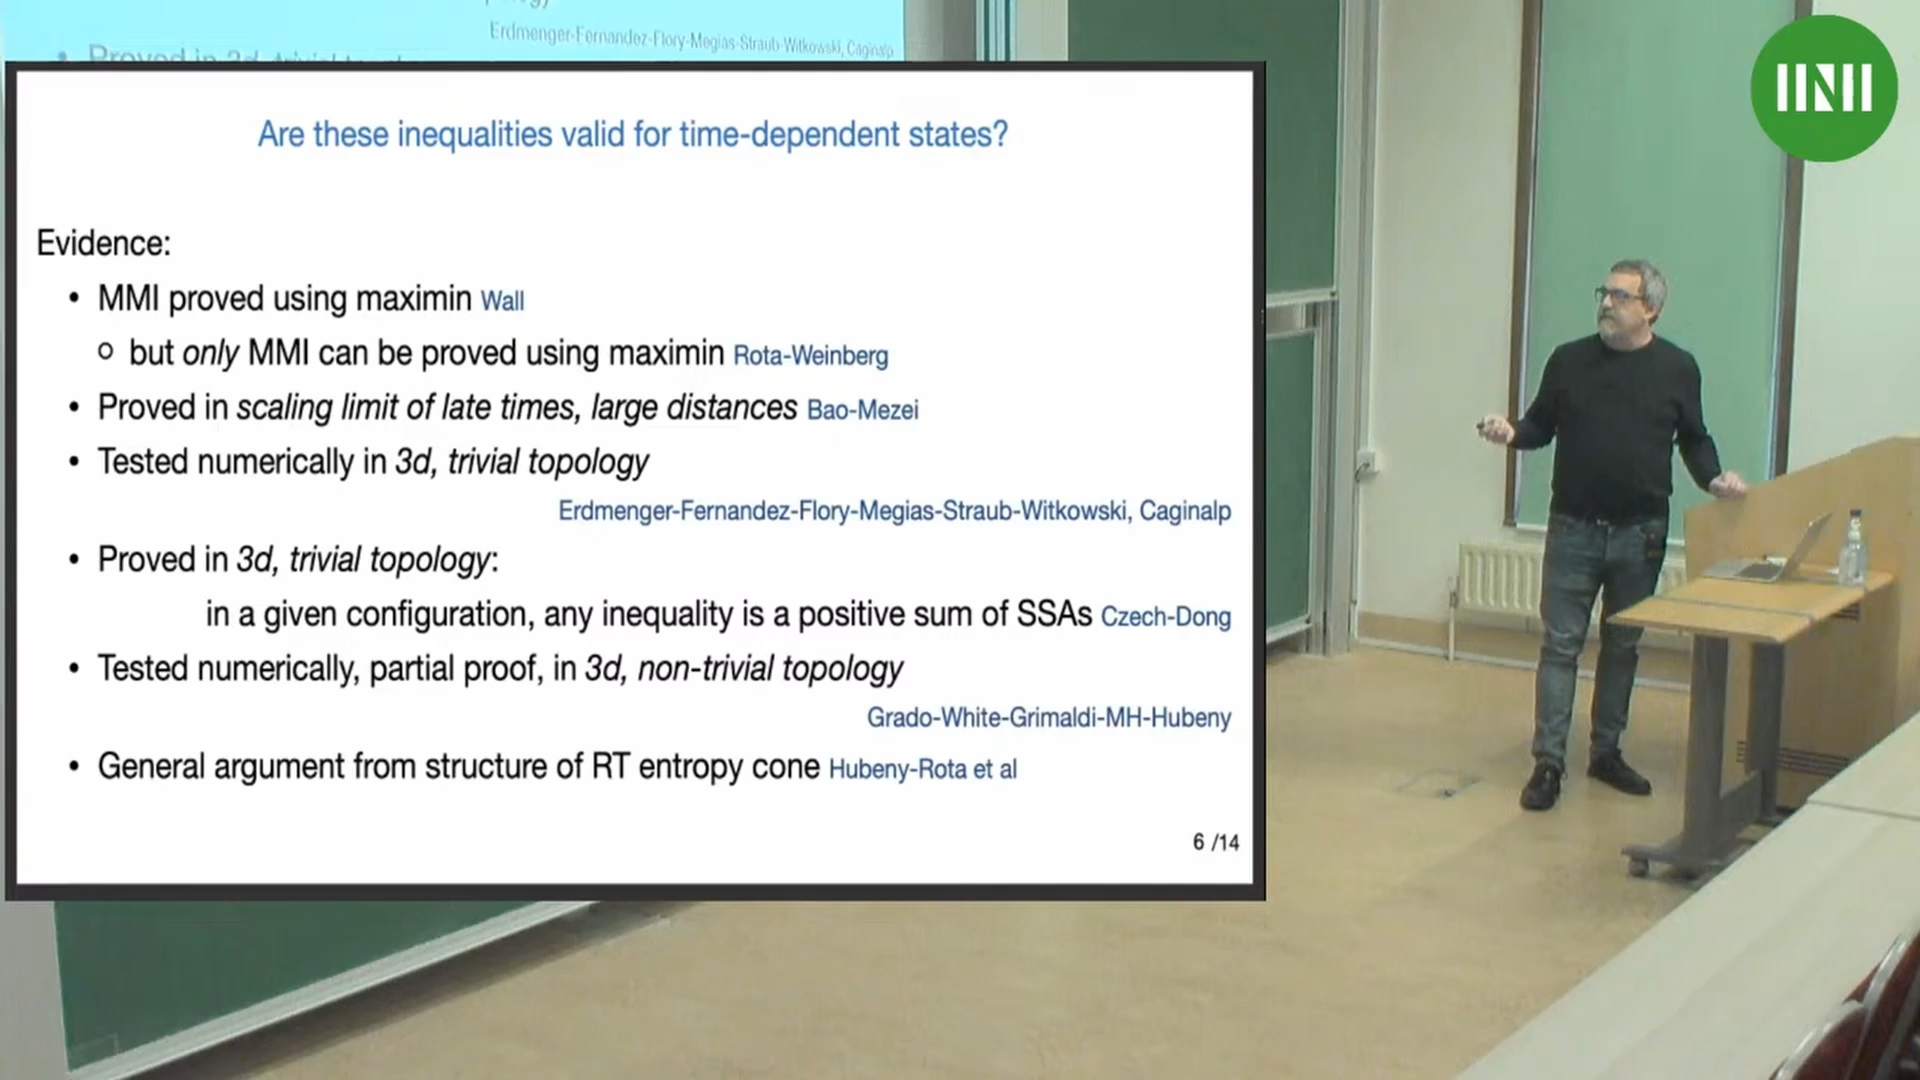 Erdmenger-Fernandez-Flory-Megias-Straub-Witkowski, Caginalp
Proved in 3d, trivial
Are these inequalities valid for time-dependent states?
Evidence:
• MMI proved using maximin Wall
o but only MMI can be proved using maximin Rota-Weinberg
• Proved in scaling limit of late times, large distances Bao-Mezei
• Tested numerically in 3d, trivial topology
Erdmenger-Fernandez-Flory-Megias-Straub-Witkowski, Caginalp
• Proved in 3d, trivial topology:
in a given configuration, any inequality is a positive sum of SSAs Czech-Dong
• Tested numerically, partial proof, in 3d, non-trivial topology
Grado-White-Grimaldi-MH-Hubeny
• General argument from structure of RT entropy cone Hubeny-Rota et al
6 /14